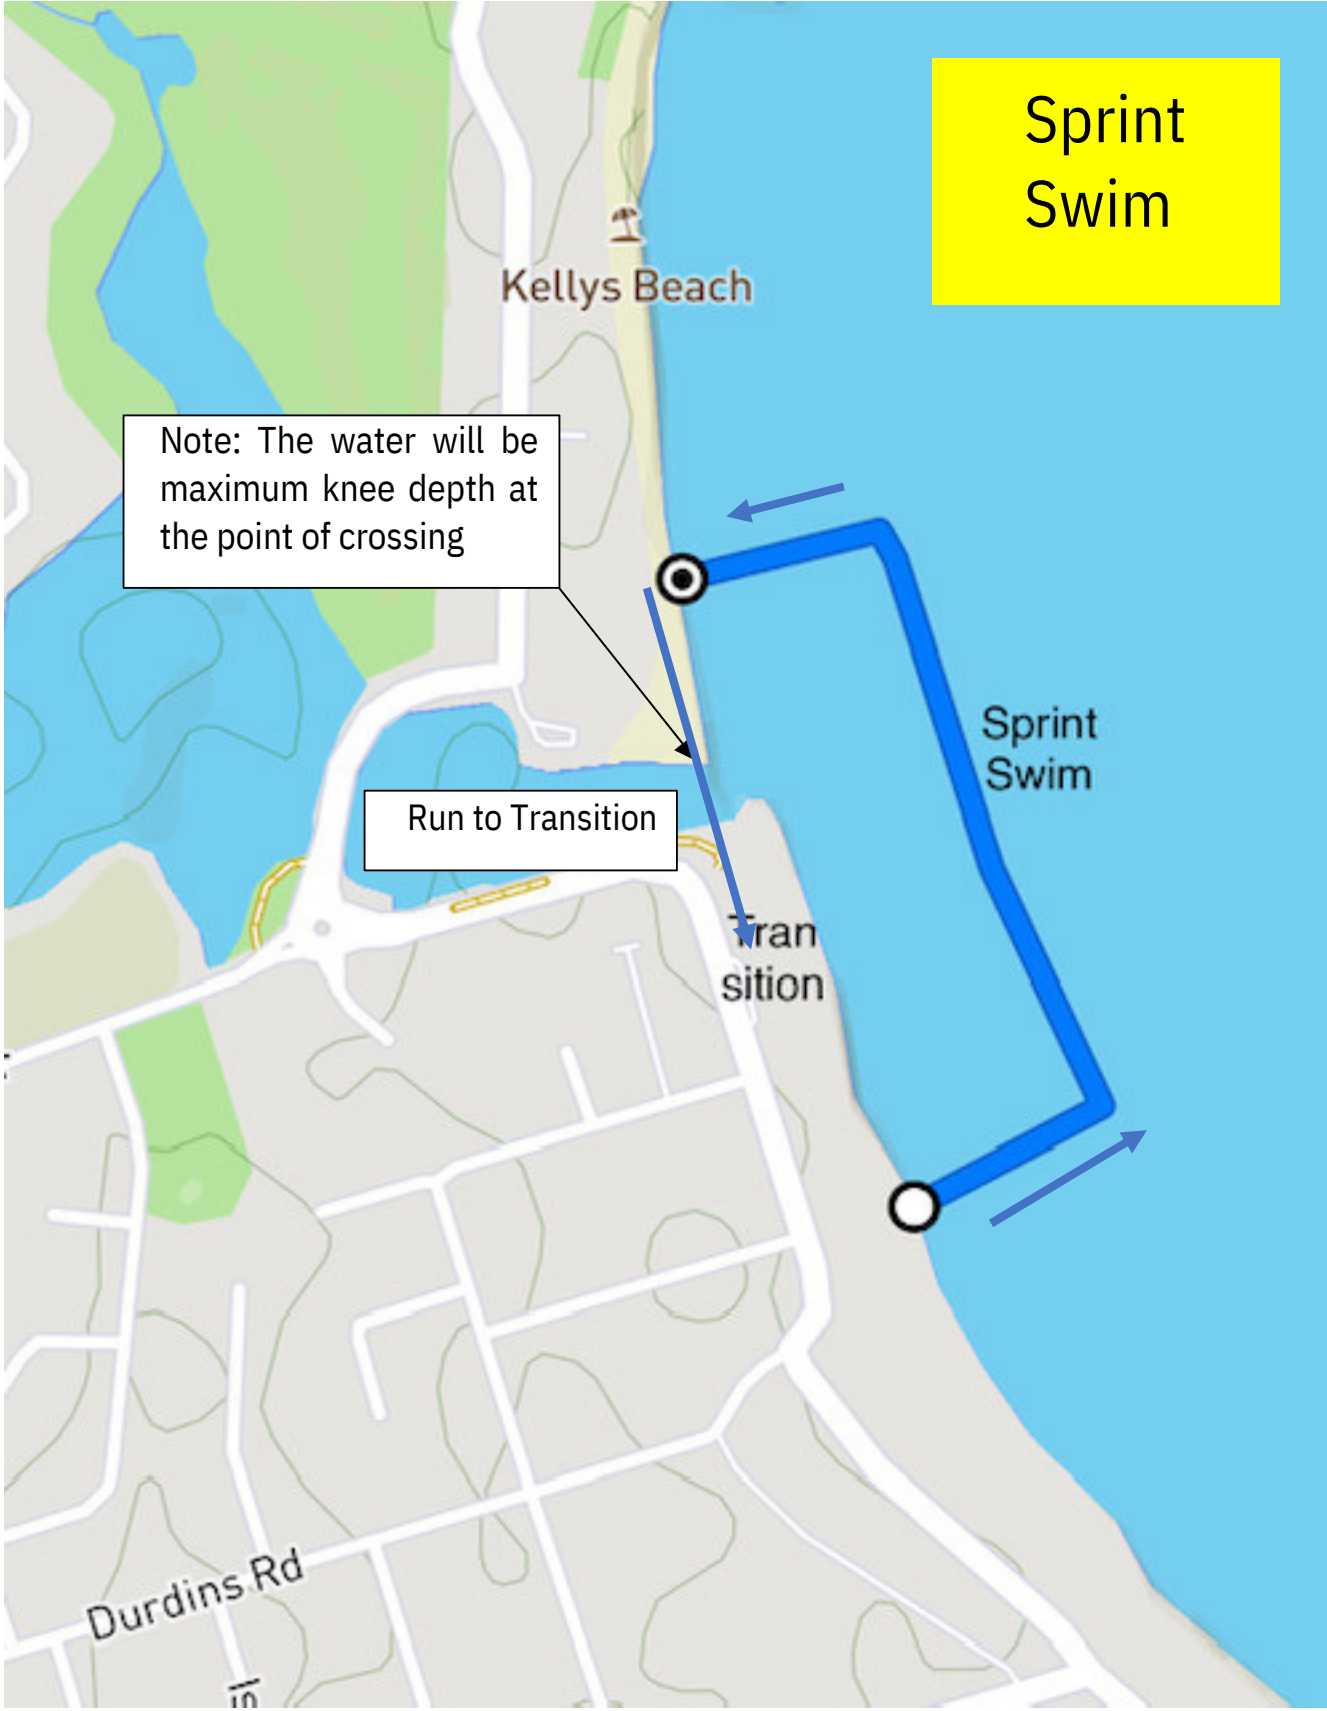 Sprint
Swim
Kellys Beach
Note: The water will be
maximum knee depth at
the point of crossing
Sprint
Swim
Run to Transition
Tran
sition
Durdins Rd